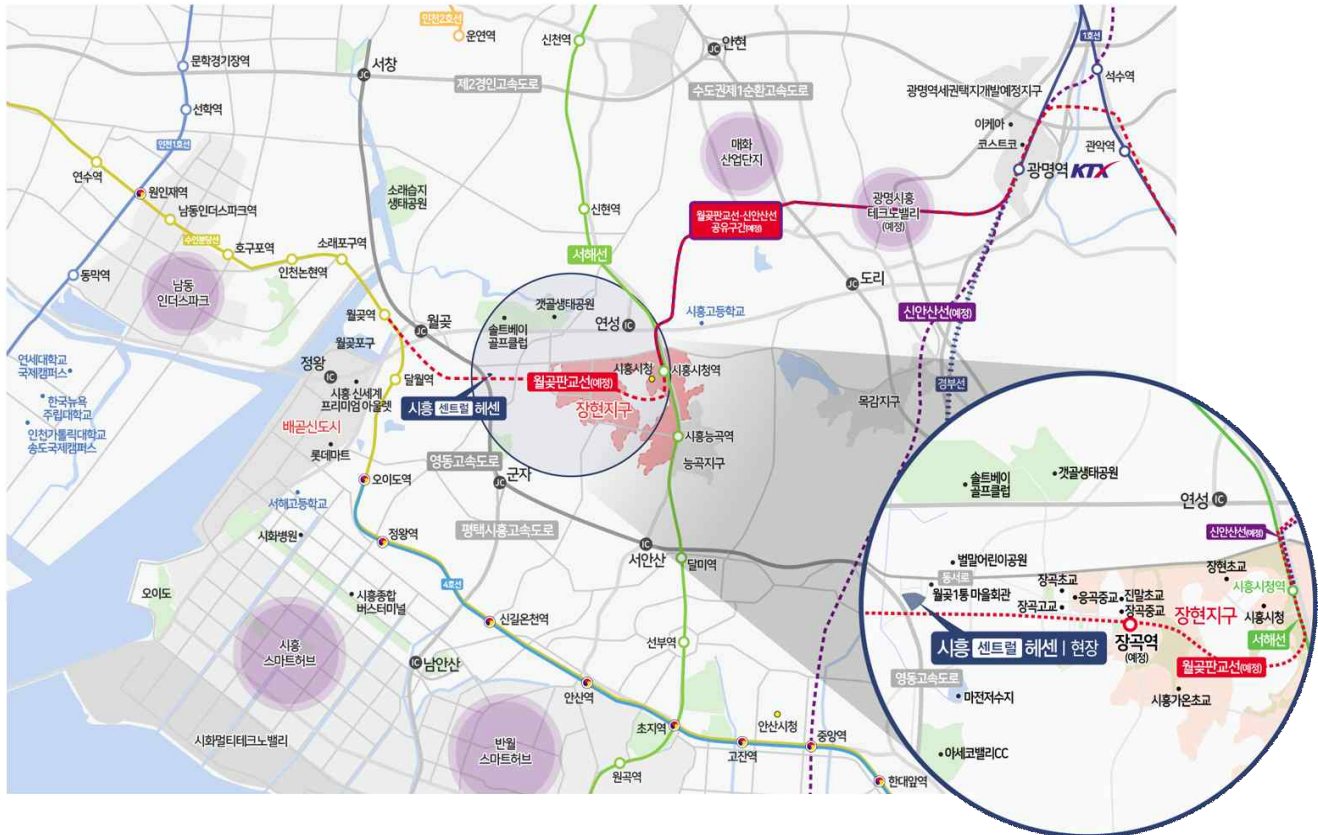 인천2호선
운연역
신천역
JC
안현
1호선
석수역
문학경기장역
서창
JC
제2경인고속도로
수도권제1순환고속도로
광명역세권택지개발예정지구
이케아
코스트코
관악역
광명역 KTX
선학역
인천1호선
연수역
원인재역
남동인더스파크역
수인분당선
호구포역
소래포구역
인천논현역
동막역
남동
인더스파크
소래습지
생태공원
신현역
서해선
매화
산업단지
월곶판교선·신안산선
공유구간(예정)
광명시흥
테크노밸리
(예정)
JC
도리
시흥고등학교
신안산선(예정)
경부선
월곶역
월곶
JC
월곶포구
갯골생태공원
솔트베이
골프클럽
연성 IC
시흥시청
시흥시청역
월곶판교선(예정)
장현지구
시흥 센트럴 헤센
목감지구
시흥능곡역
능곡지구
연세대학교
국제캠퍼스
한국뉴욕
주립대학교
인천가톨릭대학교
송도국제캠퍼스
정왕
IC
달월역
시흥 신세계
프리미엄 아울렛
배곧신도시
롯데마트
영동고속도로
군자
JC
오이도역
서해고등학교
평택시흥고속도로
시화병원
정왕역
IC
서안산
달미역
오이도
4호선
시흥종합
버스터미널
신길온천역
시흥
스마트허브
IC 남안산
선부역
안산역
시화멀티테크노밸리
반월
스마트허브
초지역
원곡역
안산시청
고잔역
중앙역
한대앞역
솔트베이
골프클럽
갯골생태공원
연성 IC
신안산선(예정)
벌말어린이공원
동서로
월곶1통 마을회관
장곡초교
장곡고교
응곡중교
진말초교
장곡중교
장현초교
시흥시청역
장현지구
시흥시청
서해선
시흥 센트럴 헤센 | 현장
장곡역
(예정)
월곶판교선(예정)
영동고속도로
마전저수지
시흥가온초교
아세코밸리CC